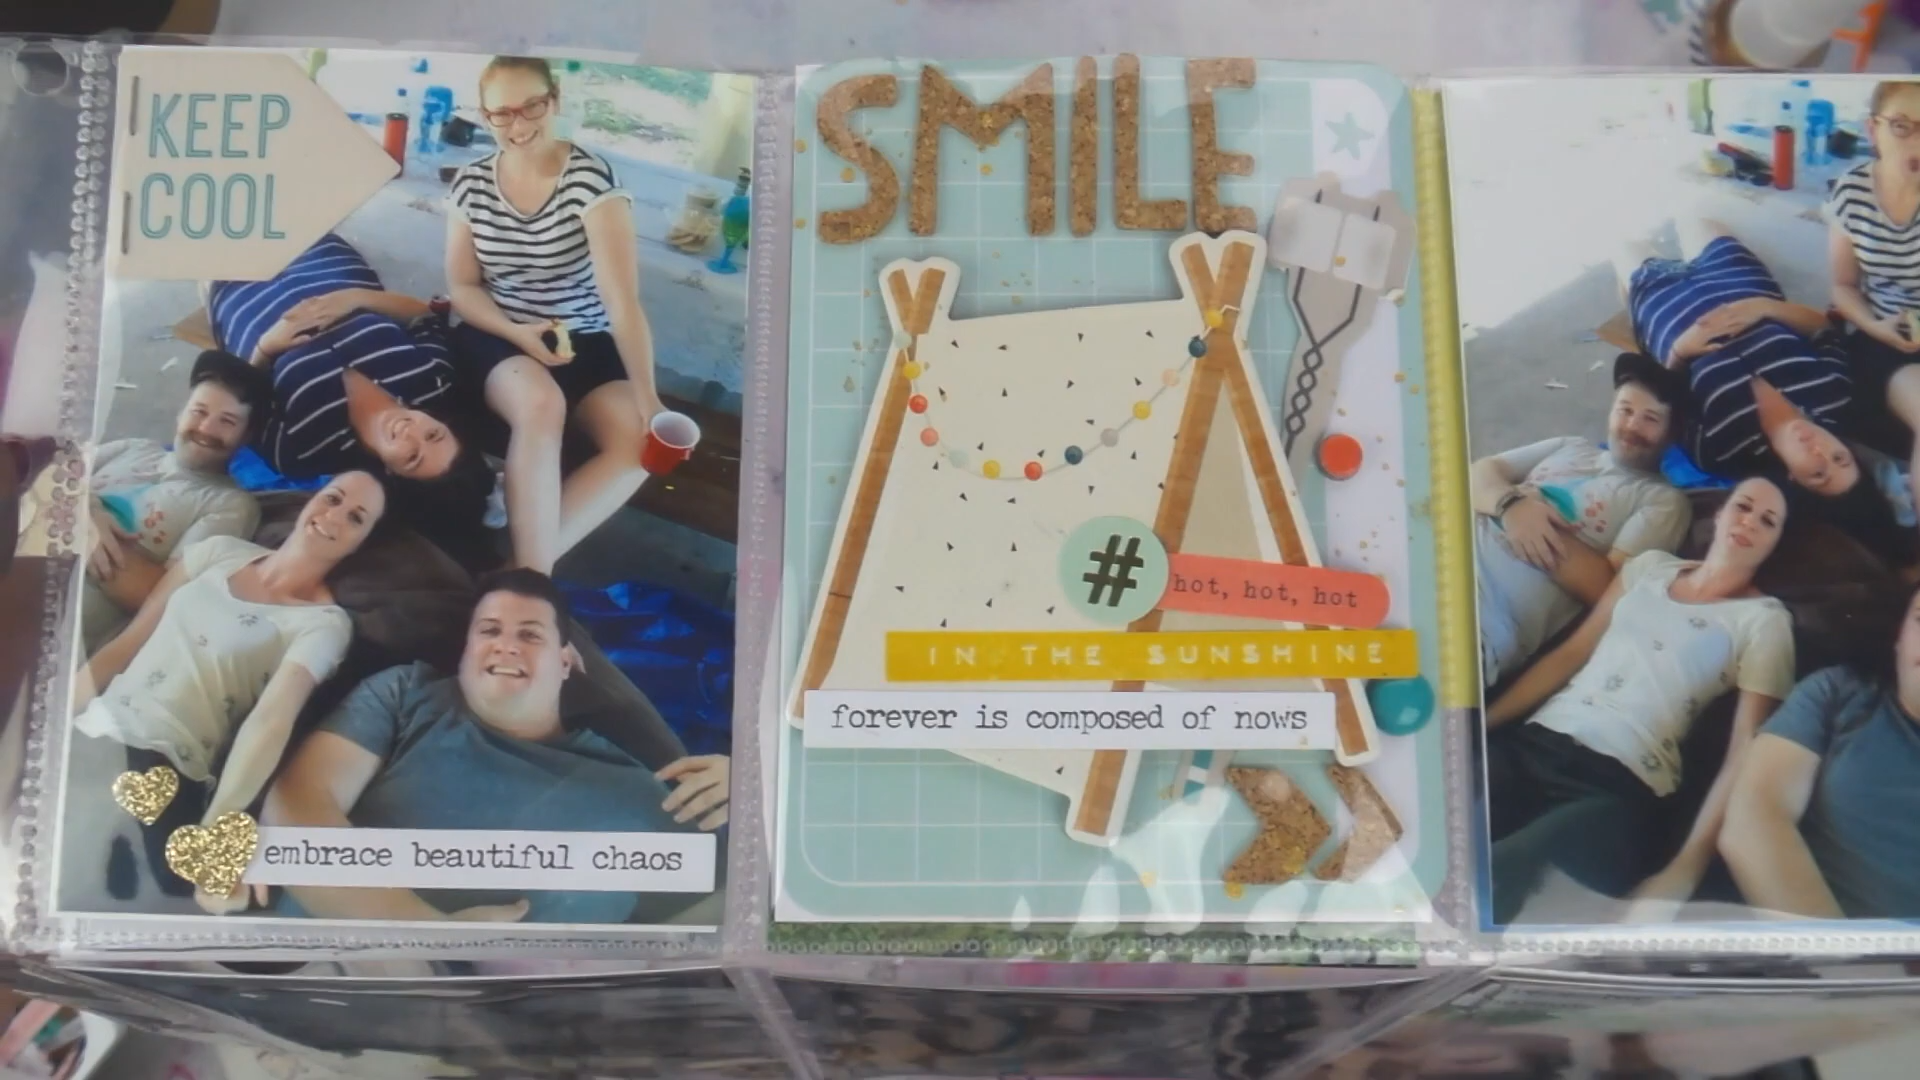 KEEP
COOL
embrace beautiful chaos
SMILE
# hot, hot, hot
IN THE SUNSHINE
forever is composed of nows